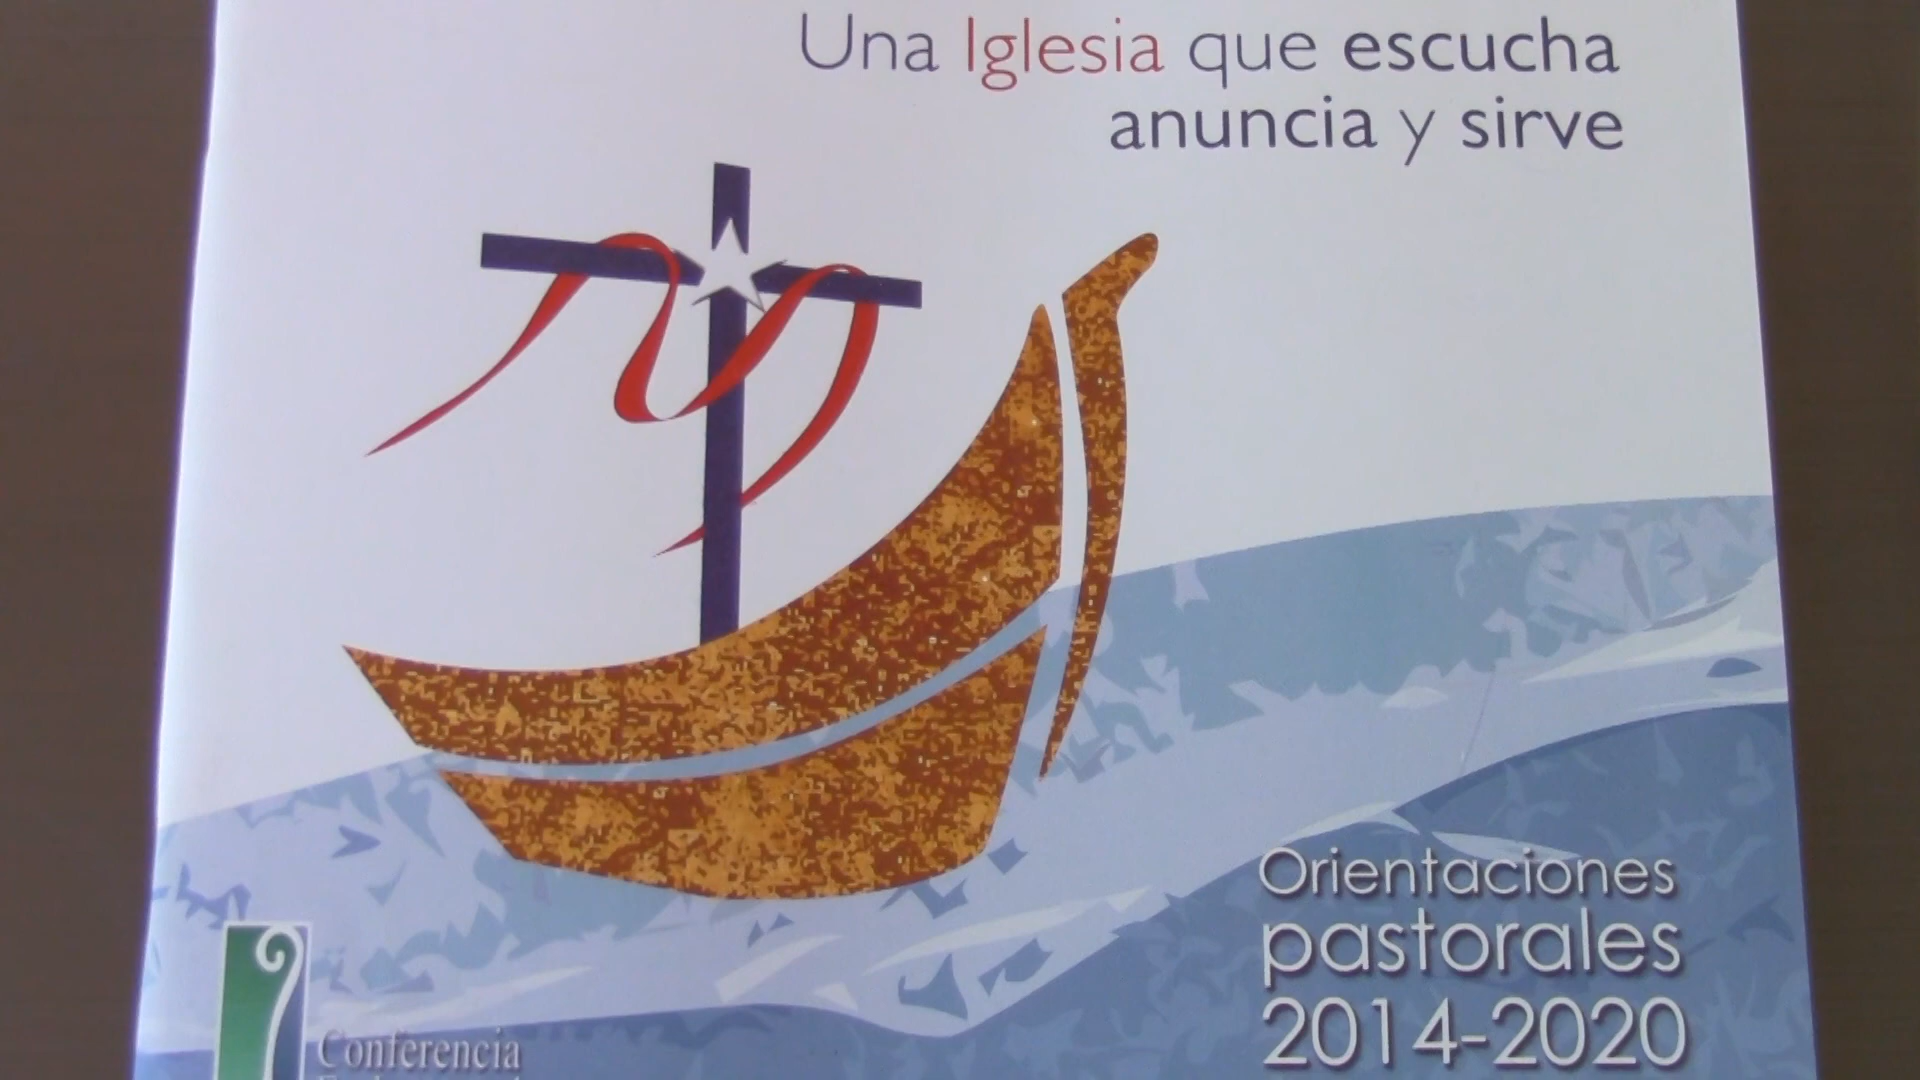 Una Iglesia que escucha
anuncia y sirve
Orientaciones
pastorales
2014-2020
Conferencia